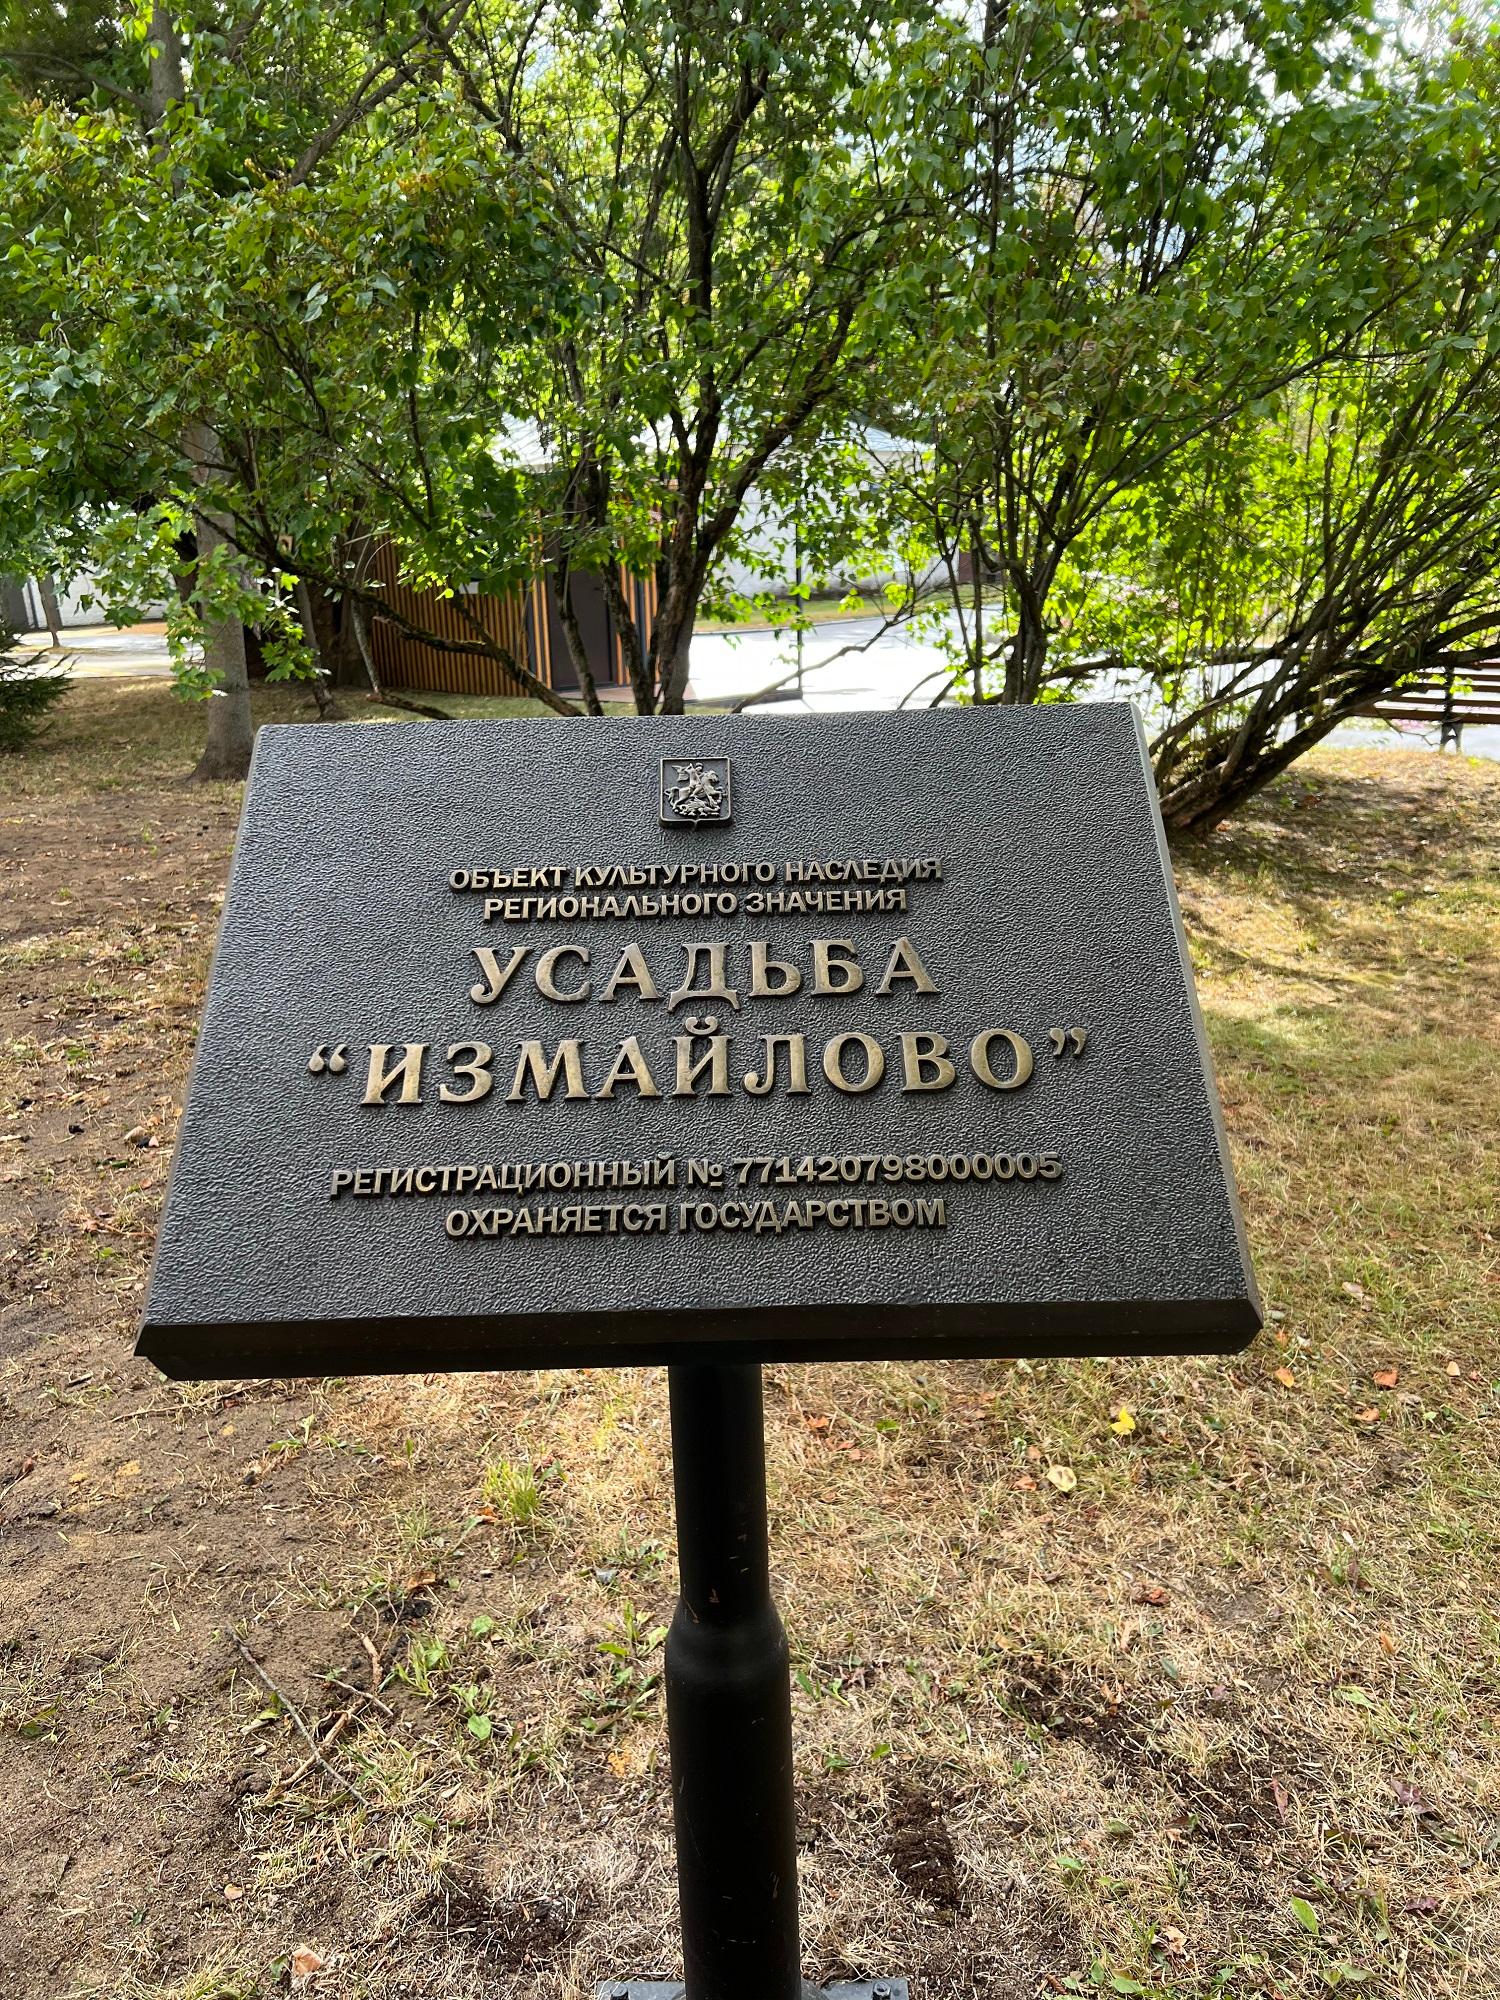 ОБЪЕКТ КУЛЬТУРНОГО НАСЛЕДИЯ
РЕГИОНАЛЬНОГО ЗНАЧЕНИЯ
УСАДЬБА
“ИЗМАЙЛОВО”
РЕГИСТРАЦИОННЫЙ № 771420798000005
ОХРАНЯЕТСЯ ГОСУДАРСТВОМ